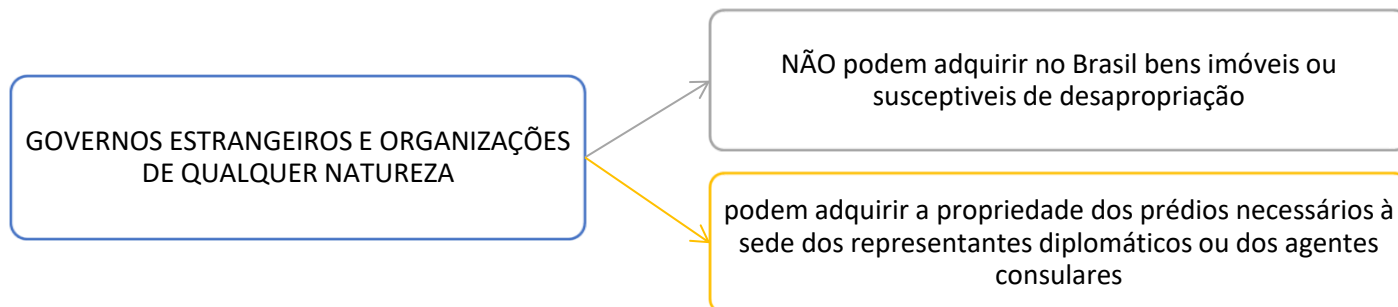 GOVERNOS ESTRANGEIROS E ORGANIZAÇÕES
DE QUALQUER NATUREZA
NÃO podem adquirir no Brasil bens imóveis ou
susceptiveis de desapropriação
podem adquirir a propriedade dos prédios necessários à
sede dos representantes diplomáticos ou dos agentes
consulares